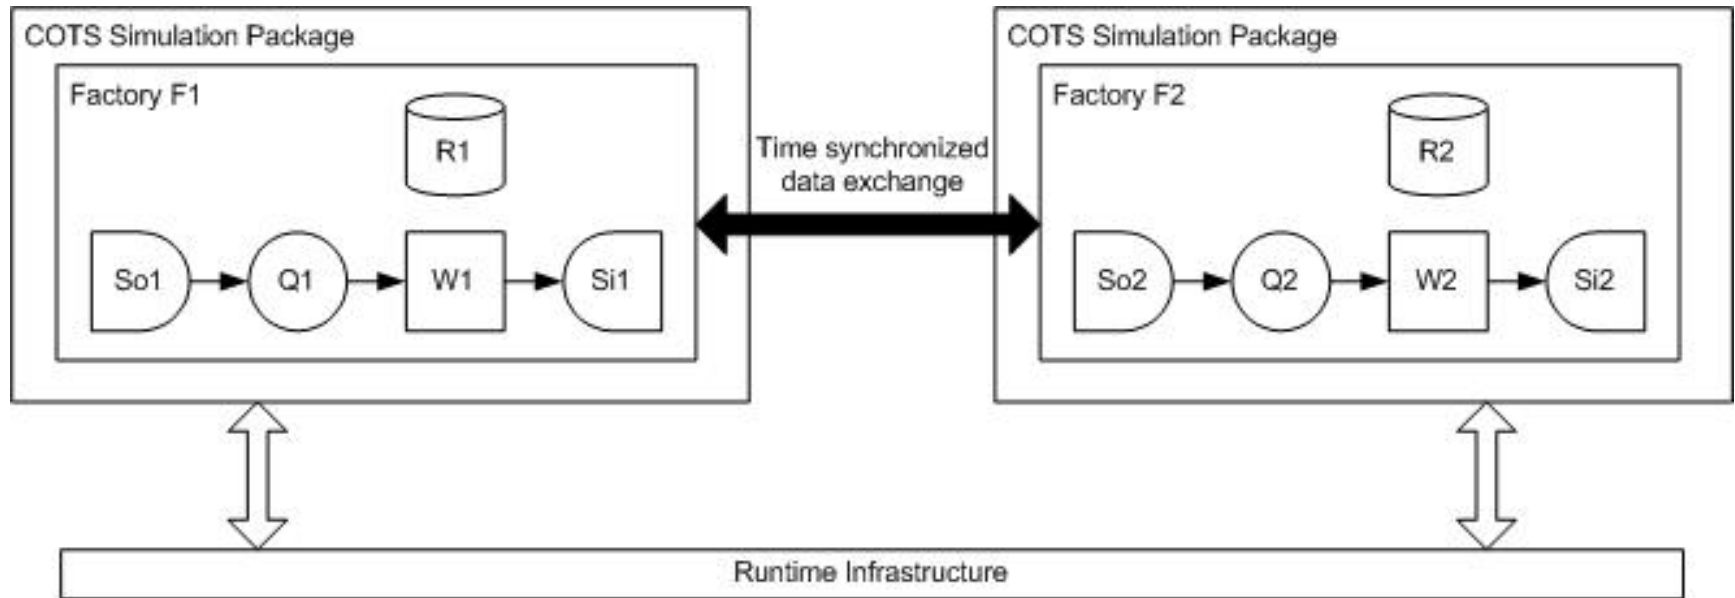 COTS Simulation Package
Factory F1
R1
So1
Q1
W1
Si1
Time synchronized
data exchange
COTS Simulation Package
Factory F2
R2
So2
Q2
W2
Si2
Runtime Infrastructure